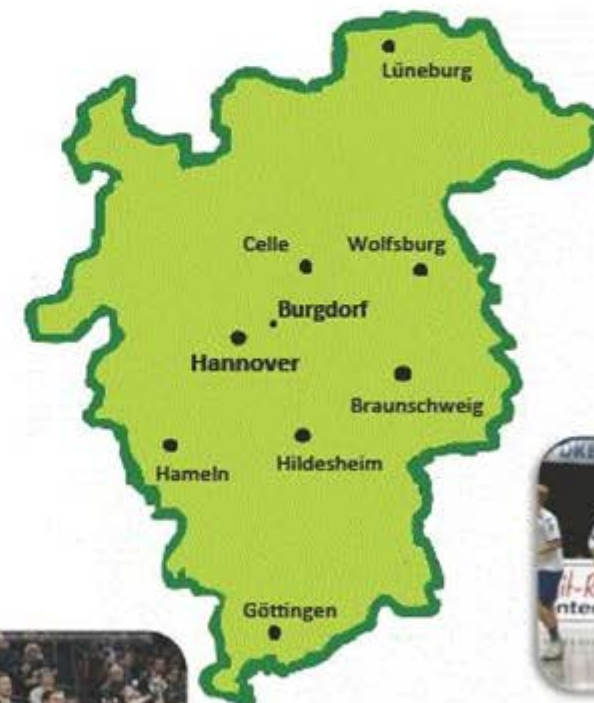 Lüneburg
Celle
Wolfsburg
Burgdorf
Hannover
Braunschweig
Hildesheim
Hameln
Göttingen